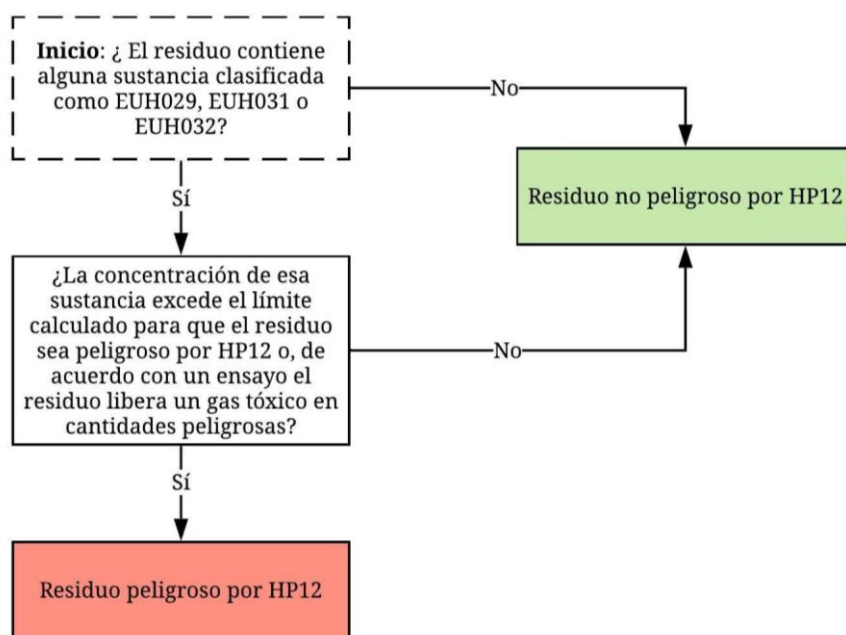 Inicio: ¿ El residuo contiene
alguna sustancia clasificada
como EUH029, EUH031 o
EUH032?
No
Residuo no peligroso por HP12
Sí
¿La concentración de esa
sustancia excede el límite
calculado para que el residuo
sea peligroso por HP12 o, de
acuerdo con un ensayo el
residuo libera un gas tóxico en
cantidades peligrosas?
No
Sí
Residuo peligroso por HP12